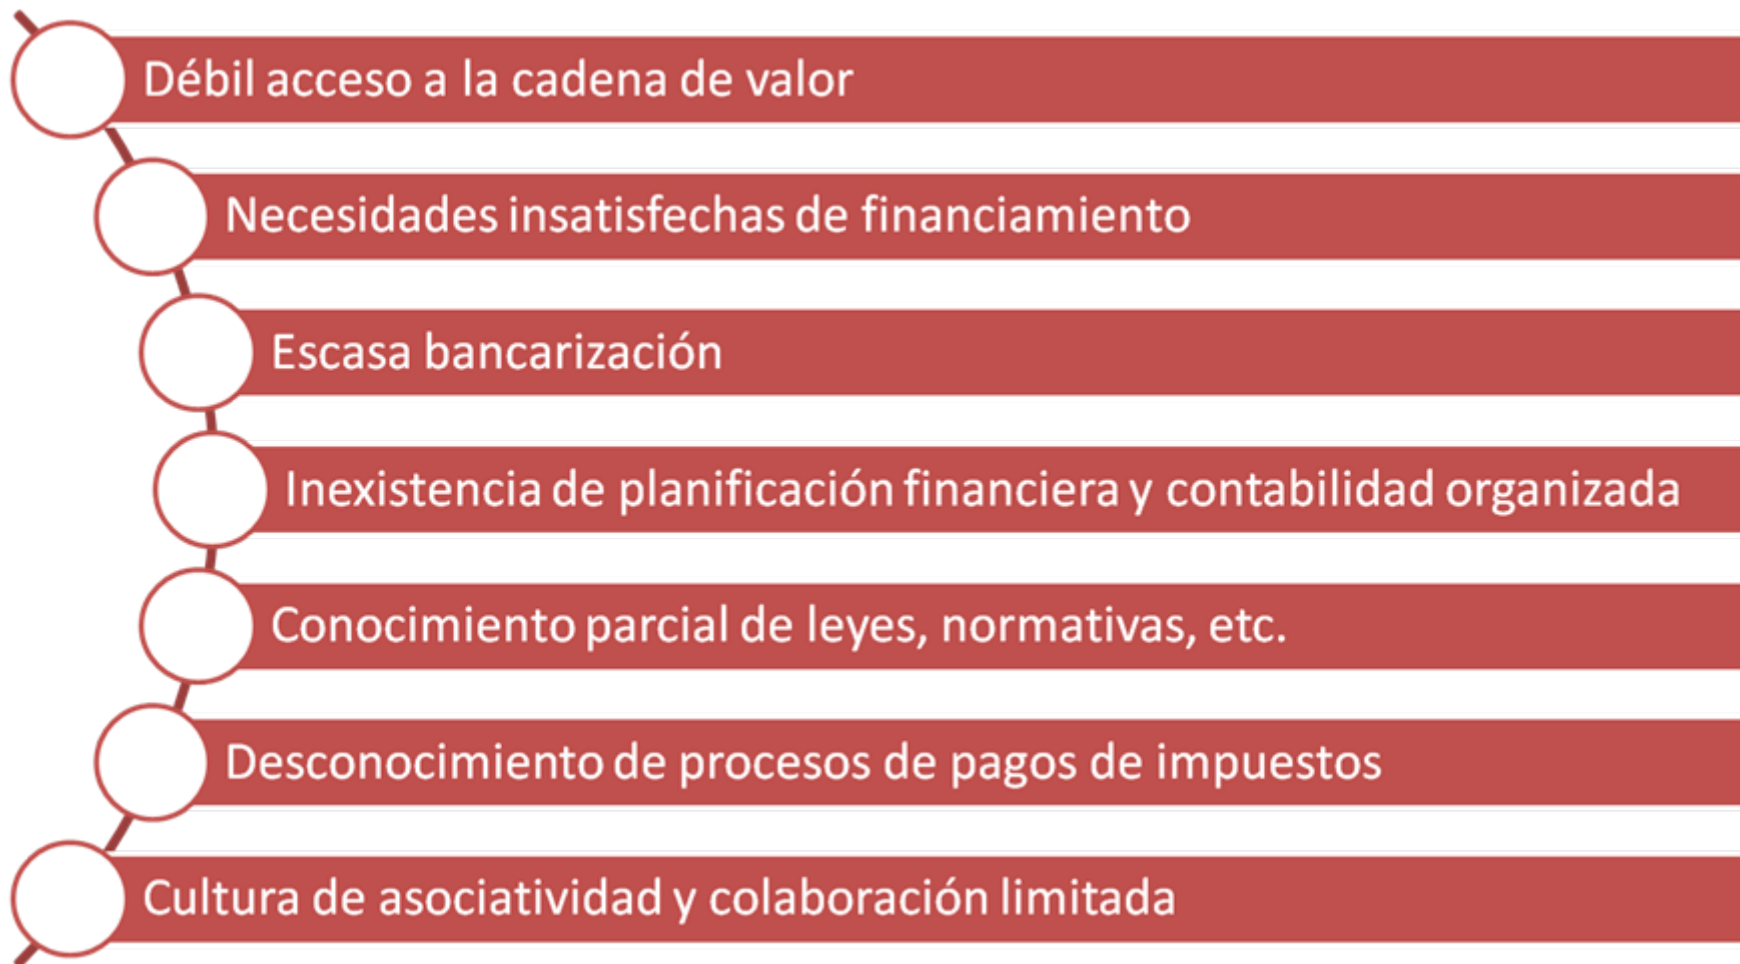 Débil acceso a la cadena de valor
Necesidades insatisfechas de financiamiento
Escasa bancarización
Inexistencia de planificación financiera y contabilidad organizada
Conocimiento parcial de leyes, normativas, etc.
Desconocimiento de procesos de pagos de impuestos
Cultura de asociatividad y colaboración limitada